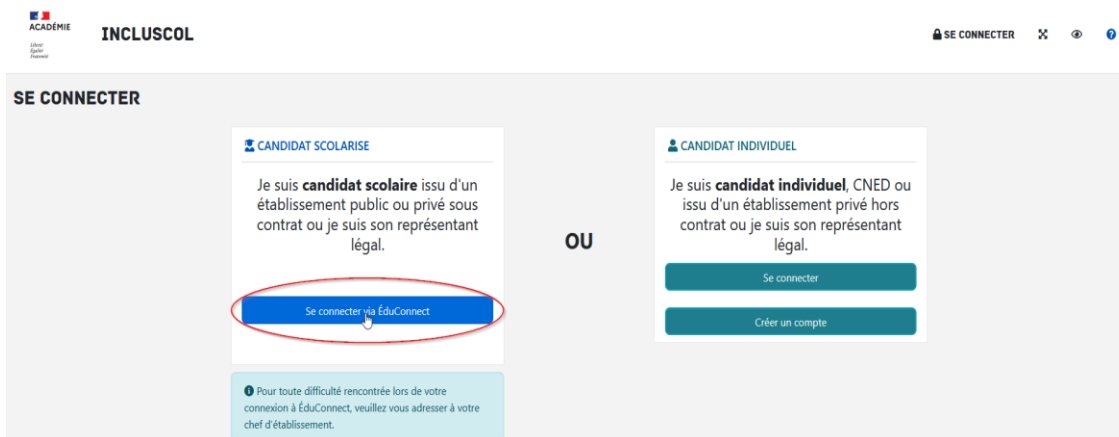 ACADÉMIE
Liberté
Égalité
Fraternité
INCLUSCOL
SE CONNECTER
SE CONNECTER
CANDIDAT SCOLARISE
Je suis candidat scolaire issu d'un
établissement public ou privé sous
contrat ou je suis son représentant
légal.
Se connecter via ÉduConnect
Pour toute difficulté rencontrée lors de votre
connexion à ÉduConnect, veuillez vous adresser à votre
chef d'établissement.
OU
CANDIDAT INDIVIDUEL
Je suis candidat individuel, CNED ou
issu d'un établissement privé hors
contrat ou je suis son représentant
légal.
Se connecter
Créer un compte